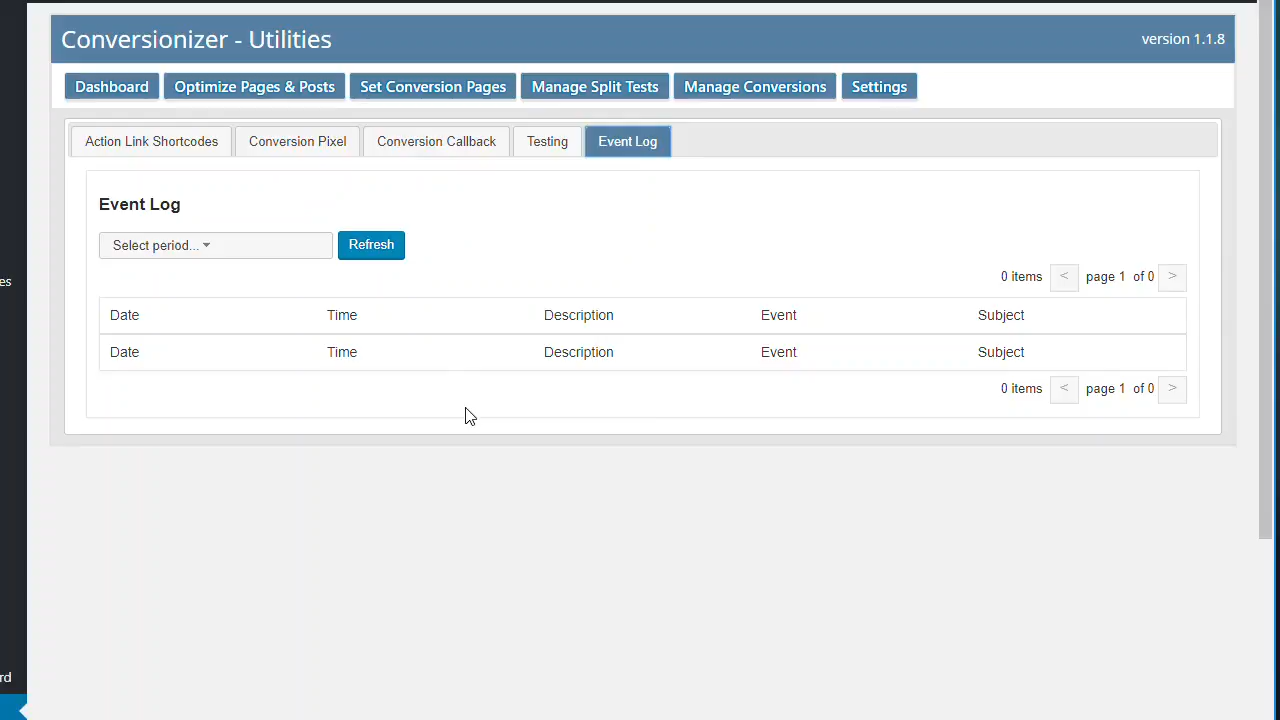 Conversionizer - Utilities
version 1.1.8
Dashboard Optimize Pages & Posts Set Conversion Pages Manage Split Tests Manage Conversions Settings
Action Link Shortcodes Conversion Pixel Conversion Callback Testing Event Log
Event Log
Select period... Refresh
0 items < page 1 of 0 >
Date Time Description Event Subject
Date Time Description Event Subject
0 items < page 1 of 0 >
es
rd